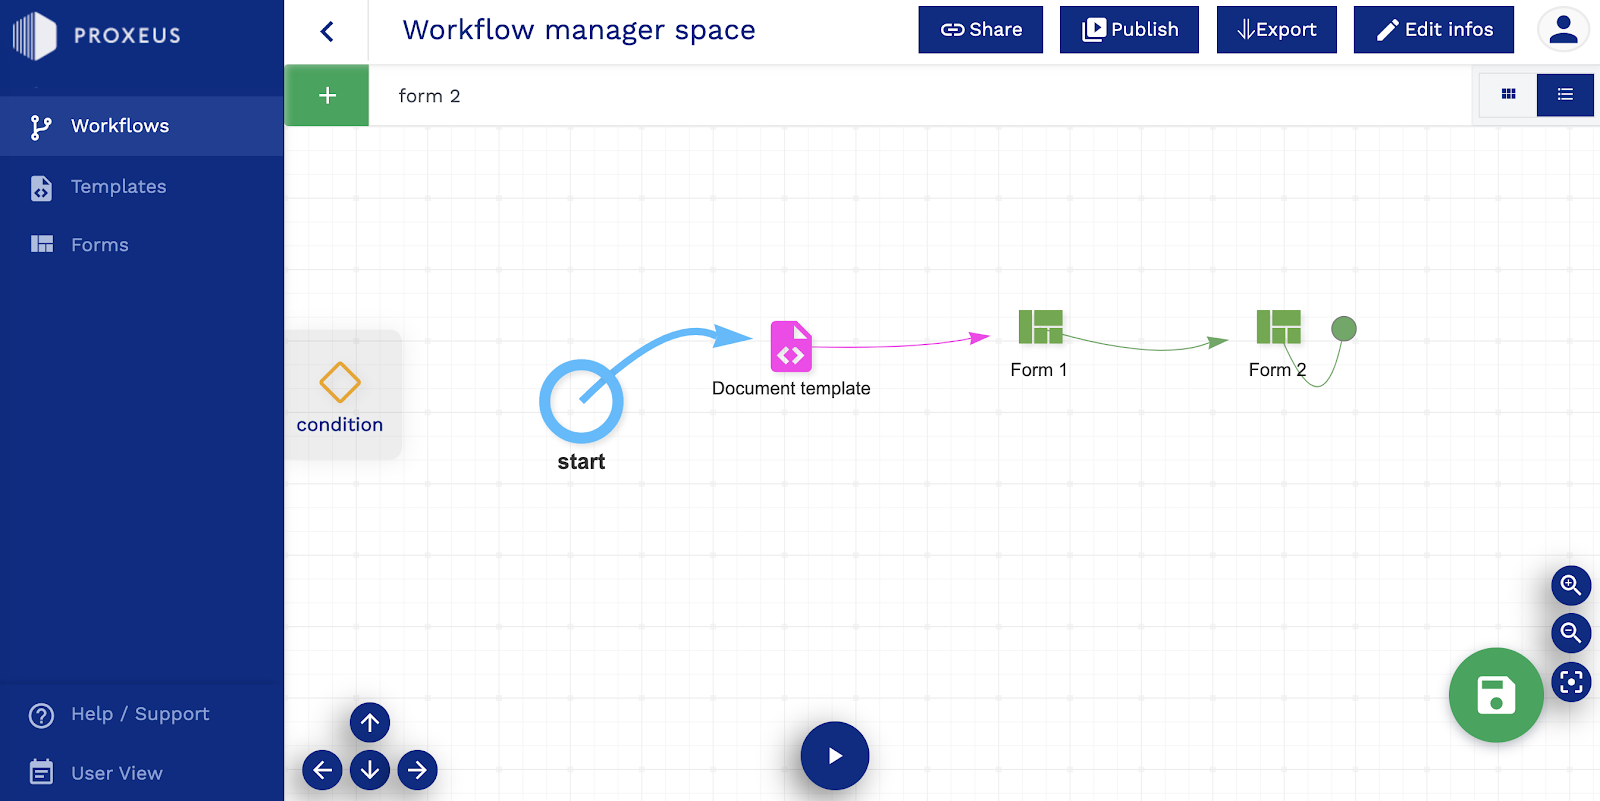 PROXEUS
Workflow manager space
Share
Publish
Export
Edit infos
form 2
Workflows
Templates
Forms
condition
start
Document template
Form 1
Form 2
Help / Support
User View